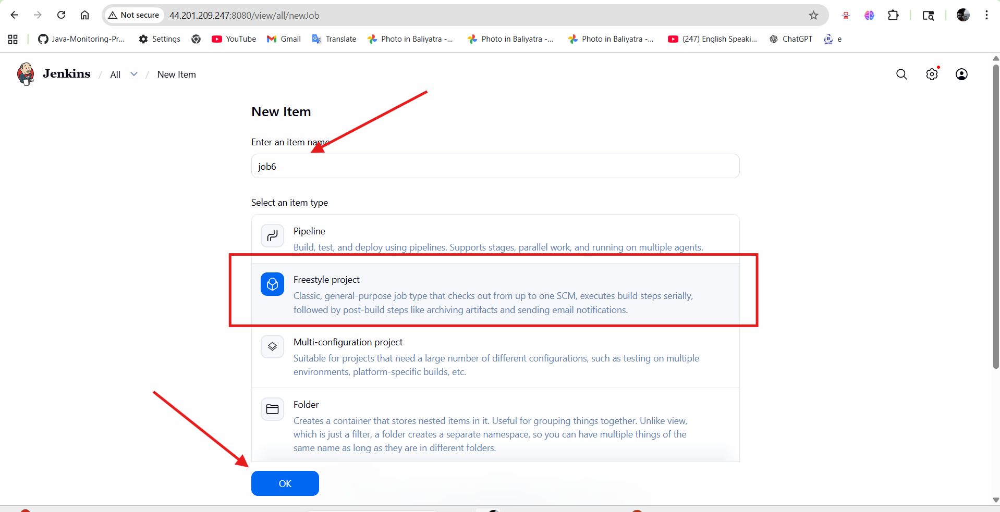 Not secure
44.201.209.247:8080/view/all/newJob
Java-Monitoring-Pr...
Settings
YouTube
Gmail
Translate
Photo in Baliyatra -...
Photo in Baliyatra -...
Photo in Baliyatra -...
(247) English Speaki...
ChatGPT
e
Jenkins / All / New Item
New Item
Enter an item name
job6
Select an item type
Pipeline
Build, test, and deploy using pipelines. Supports stages, parallel work, and running on multiple agents.
Freestyle project
Classic, general-purpose job type that checks out from up to one SCM, executes build steps serially,
followed by post-build steps like archiving artifacts and sending email notifications.
Multi-configuration project
Suitable for projects that need a large number of different configurations, such as testing on multiple
environments, platform-specific builds, etc.
Folder
Creates a container that stores nested items in it. Useful for grouping things together. Unlike view,
which is just a filter, a folder creates a separate namespace, so you can have multiple things of the
same name as long as they are in different folders.
OK